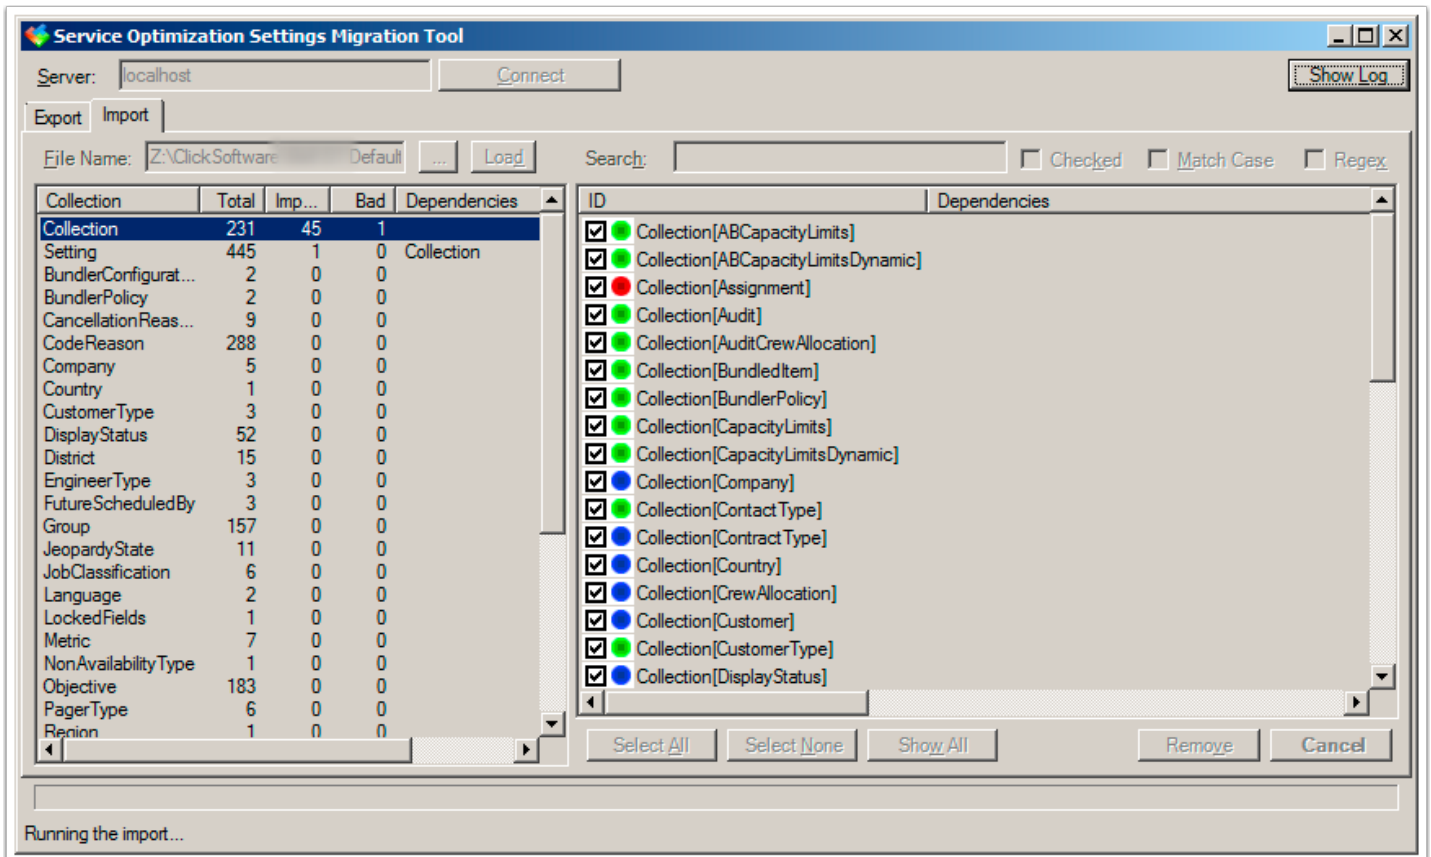 Service Optimization Settings Migration Tool
Server: localhost Connect Show Log
Export Import
File Name: Z:\ClickSoftware Default ... Load Search: Checked Match Case Regex
Collection Total Imp... Bad Dependencies ID Dependencies
Collection 231 45 1
Setting 445 1 0 Collection
BundlerConfigurat... 2 0 0
BundlerPolicy 2 0 0
CancellationReas... 9 0 0
CodeReason 288 0 0
Company 5 0 0
Country 1 0 0
CustomerType 3 0 0
DisplayStatus 52 0 0
District 15 0 0
EngineerType 3 0 0
FutureScheduledBy 3 0 0
Group 157 0 0
JeopardyState 11 0 0
JobClassification 6 0 0
Language 2 0 0
LockedFields 1 0 0
Metric 7 0 0
NonAvailabilityType 1 0 0
Objective 183 0 0
PagerType 6 0 0
Region 1 0 0
Collection[ABCapacityLimits]
Collection[ABCapacityLimitsDynamic]
Collection[Assignment]
Collection[Audit]
Collection[AuditCrewAllocation]
Collection[BundledItem]
Collection[BundlerPolicy]
Collection[CapacityLimits]
Collection[CapacityLimitsDynamic]
Collection[Company]
Collection[ContactType]
Collection[ContractType]
Collection[Country]
Collection[CrewAllocation]
Collection[Customer]
Collection[CustomerType]
Collection[DisplayStatus]
Select All Select None Show All Remove Cancel
Running the import...